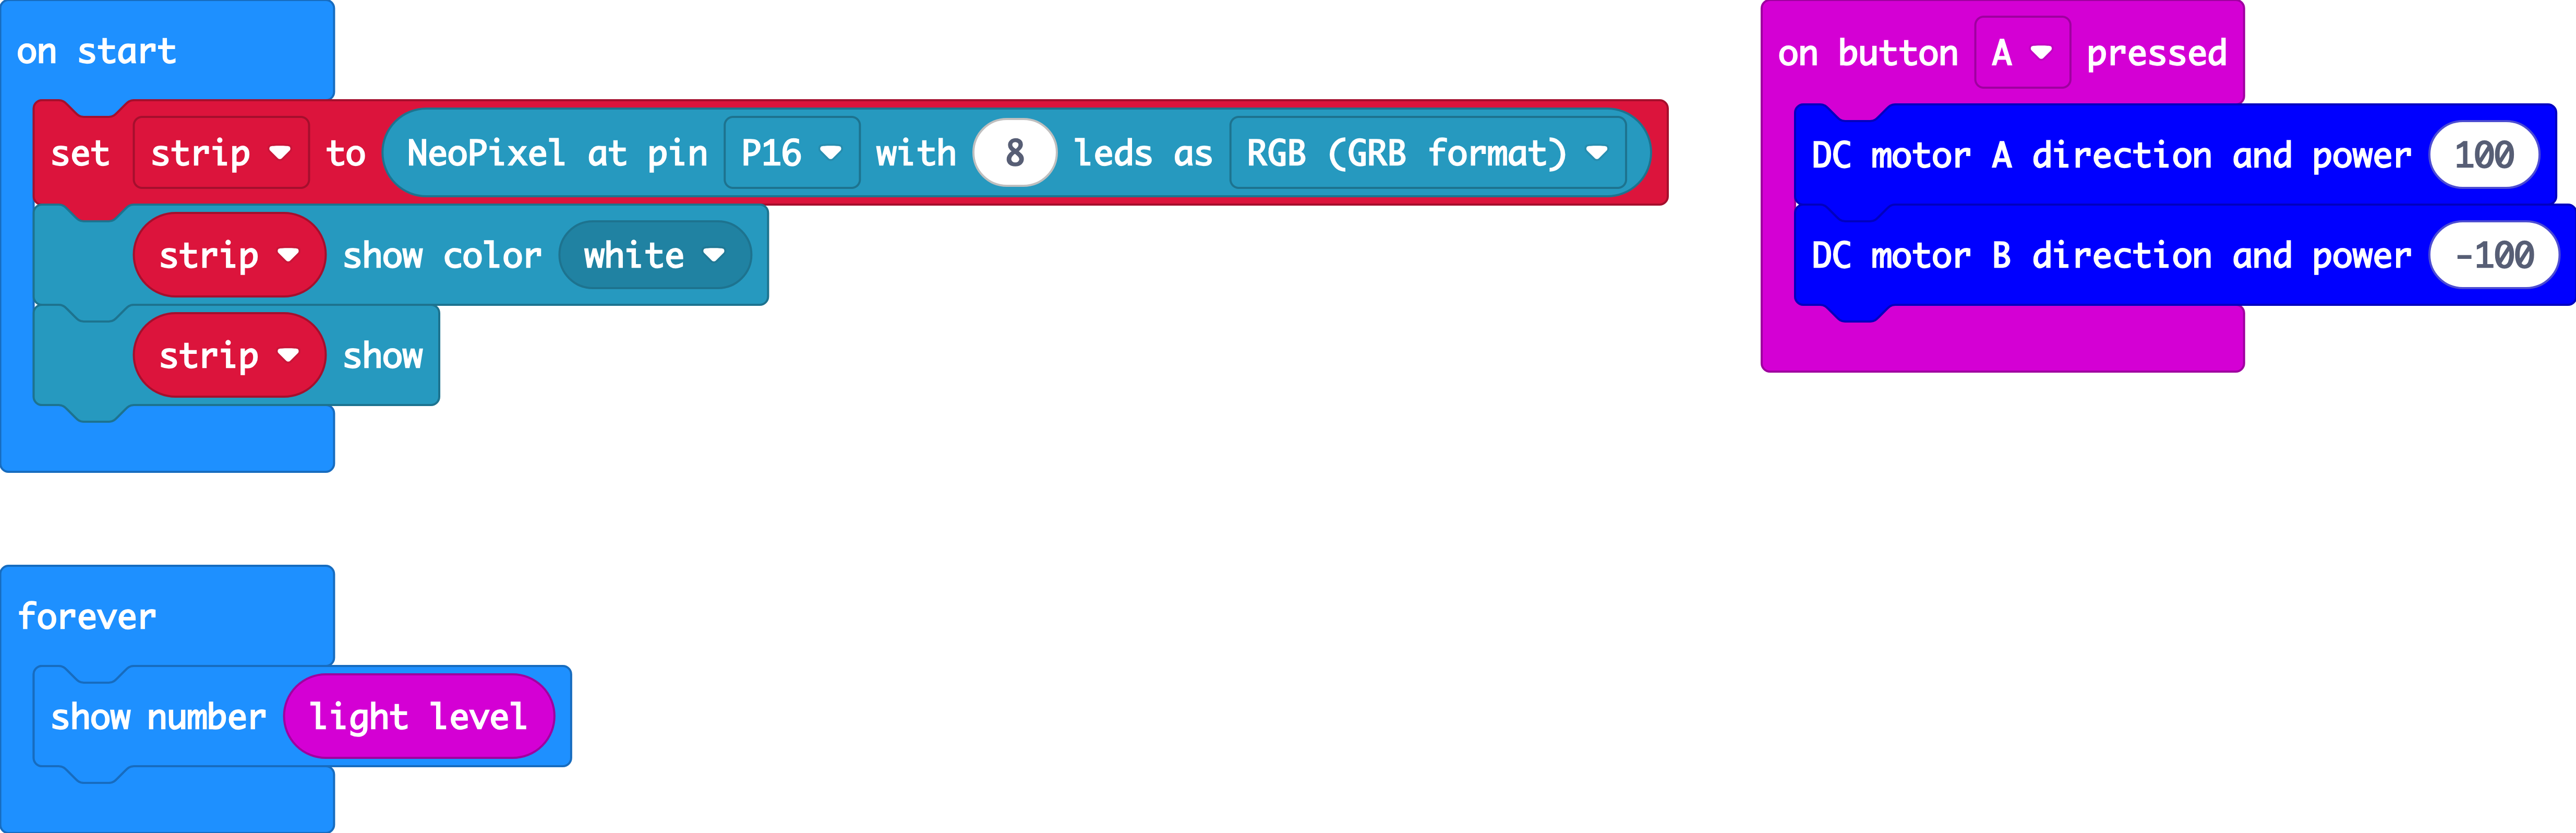 on start
set strip to NeoPixel at pin P16 with 8 leds as RGB (GRB format)
strip show color white
strip show
forever
show number light level
on button A pressed
DC motor A direction and power 100
DC motor B direction and power -100